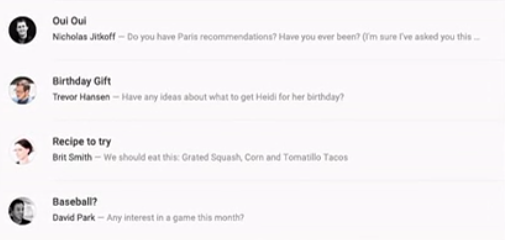 Oui Oui
Nicholas Jitkoff — Do you have Paris recommendations? Have you ever been? (I'm sure I've asked you this ...
Birthday Gift
Trevor Hansen — Have any ideas about what to get Heidi for her birthday?
Recipe to try
Brit Smith — We should eat this: Grated Squash, Corn and Tomatillo Tacos
Baseball?
David Park — Any interest in a game this month?